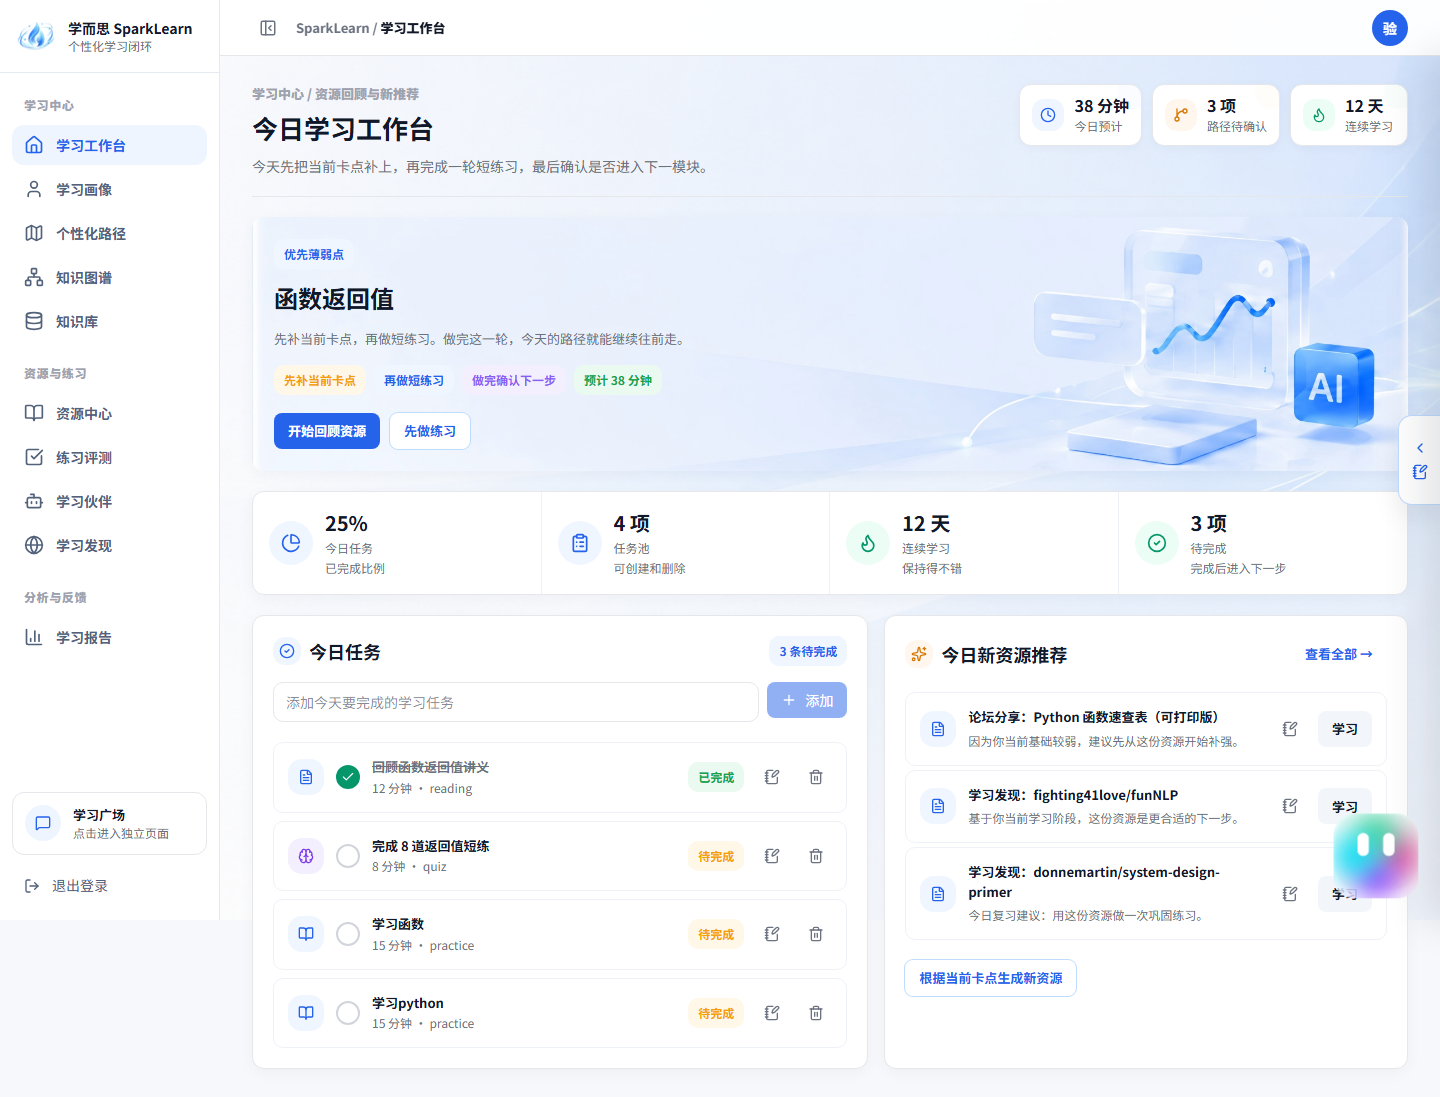 学而思 SparkLearn
个性化学习闭环
学习中心
学习工作台
学习画像
个性化路径
知识图谱
知识库
资源与练习
资源中心
练习评测
学习伙伴
学习发现
分析与反馈
学习报告
学习广场
点击进入独立页面
退出登录
SparkLearn / 学习工作台
验
学习中心 / 资源回顾与新推荐
今日学习工作台
今天先把当前卡点补上，再完成一轮短练习，最后确认是否进入下一模块。
38 分钟
今日预计
3 项
路径待确认
12 天
连续学习
优先薄弱点
函数返回值
先补当前卡点，再做短练习。做完这一轮，今天的路径就能继续往前走。
先补当前卡点 再做短练习 做完确认下一步 预计 38 分钟
开始回顾资源 先做练习
AI
25%
今日任务
已完成比例
4 项
任务池
可创建和删除
12 天
连续学习
保持得不错
3 项
待完成
完成后进入下一步
今日任务
3 条待完成
添加今天要完成的学习任务
添加
回顾函数返回值讲义
12 分钟 • reading
已完成
完成 8 道返回值短练
8 分钟 • quiz
待完成
学习函数
15 分钟 • practice
待完成
学习python
15 分钟 • practice
待完成
今日新资源推荐
查看全部 →
论坛分享：Python 函数速查表（可打印版）
因为你当前基础较弱，建议先从这份资源开始补强。
学习
学习发现：fighting41love/funNLP
基于你当前学习阶段，这份资源是更合适的下一步。
学习
学习发现：donnemartin/system-design-
primer
今日复习建议：用这份资源做一次巩固练习。
学习
根据当前卡点生成新资源